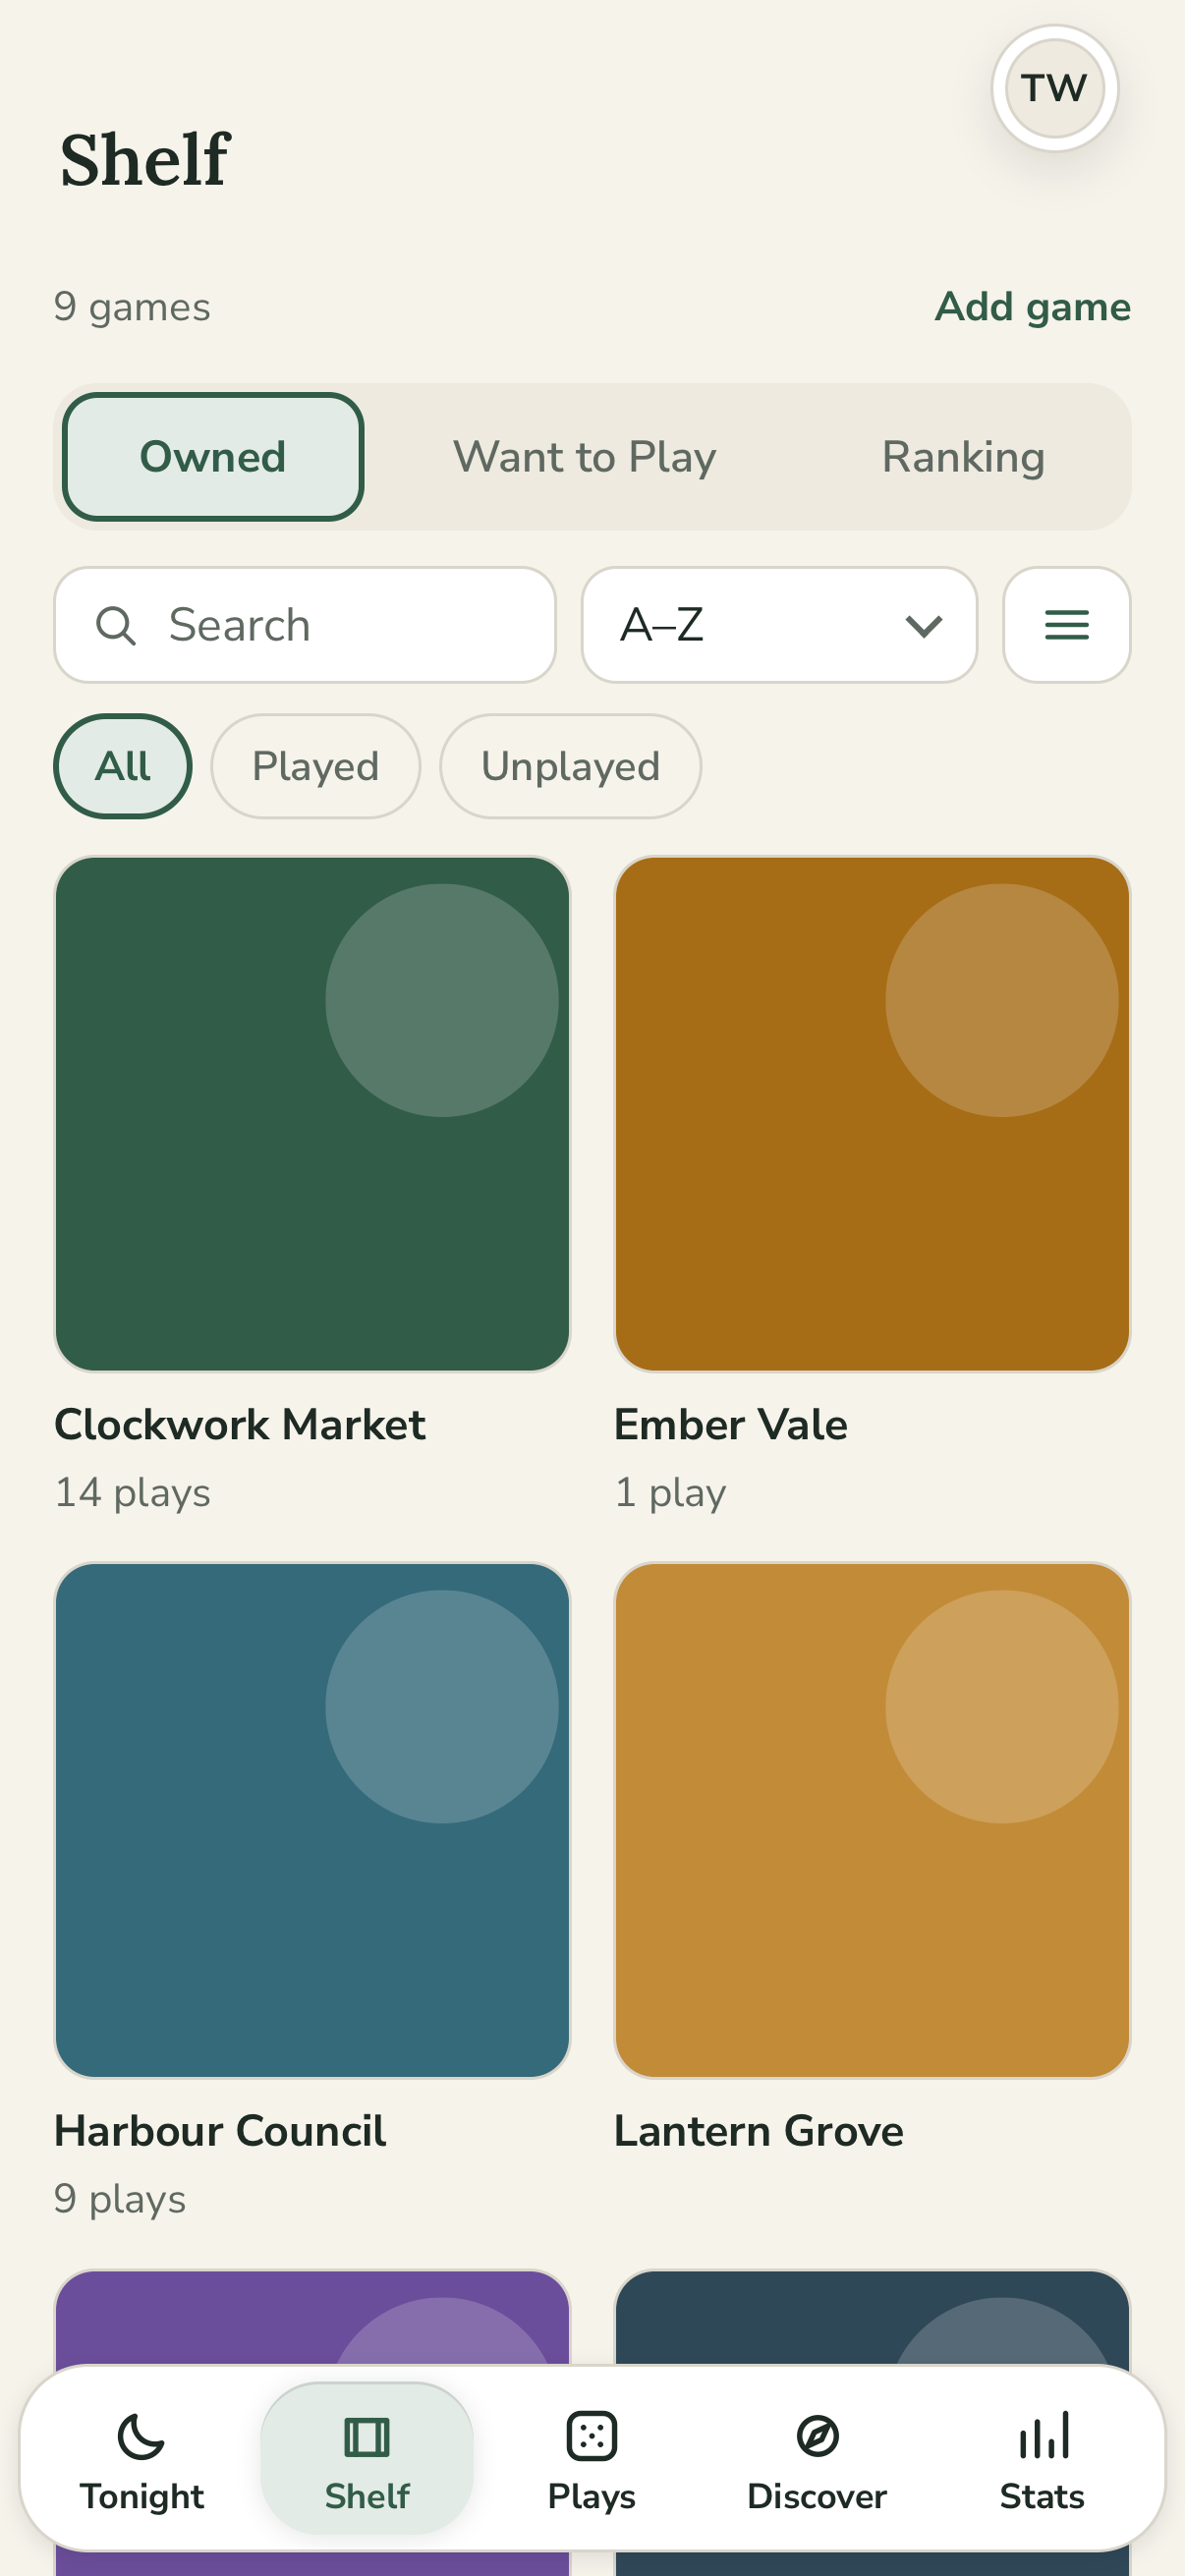 TW
Shelf
9 games
Add game
Owned
Want to Play
Ranking
Search
A–Z
All
Played
Unplayed
Clockwork Market
14 plays
Ember Vale
1 play
Harbour Council
9 plays
Lantern Grove
Tonight
Shelf
Plays
Discover
Stats